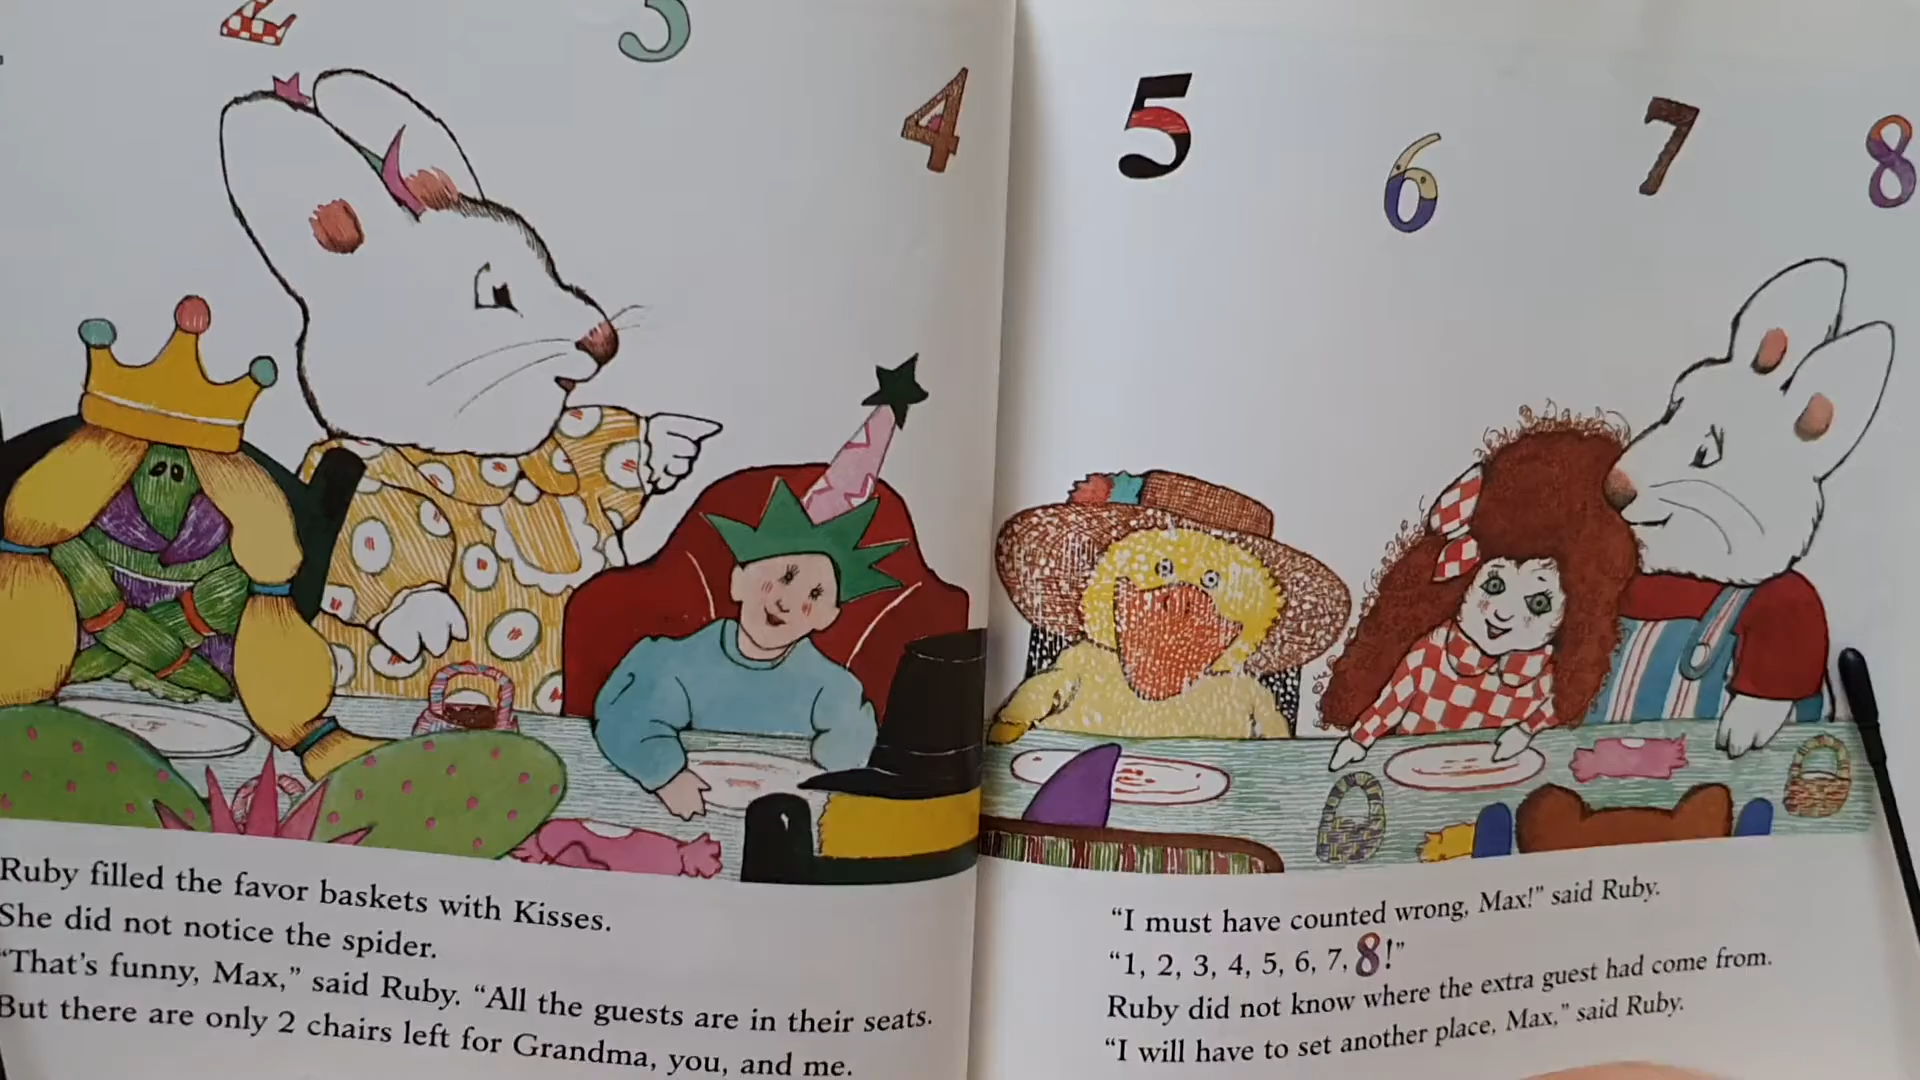 2
3
4
5
6
7
8
Ruby filled the favor baskets with Kisses.
She did not notice the spider.
"That's funny, Max," said Ruby. "All the guests are in their seats.
But there are only 2 chairs left for Grandma, you, and me.
"I must have counted wrong, Max!" said Ruby.
"1, 2, 3, 4, 5, 6, 7, 8!"
Ruby did not know where the extra guest had come from.
"I will have to set another place, Max," said Ruby.